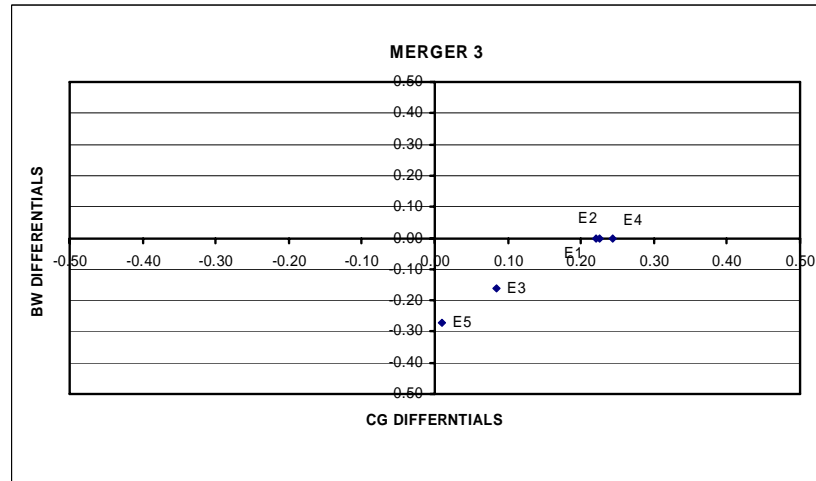 MERGER 3
0.50
0.40
0.30
0.20
0.10
0.00
-0.10
-0.20
-0.30
-0.40
-0.50
-0.50 -0.40 -0.30 -0.20 -0.10 0.00 0.10 0.20 0.30 0.40 0.50
E2 E4
E1
E3
E5
BW DIFFERENTIALS
CG DIFFERNTIALS